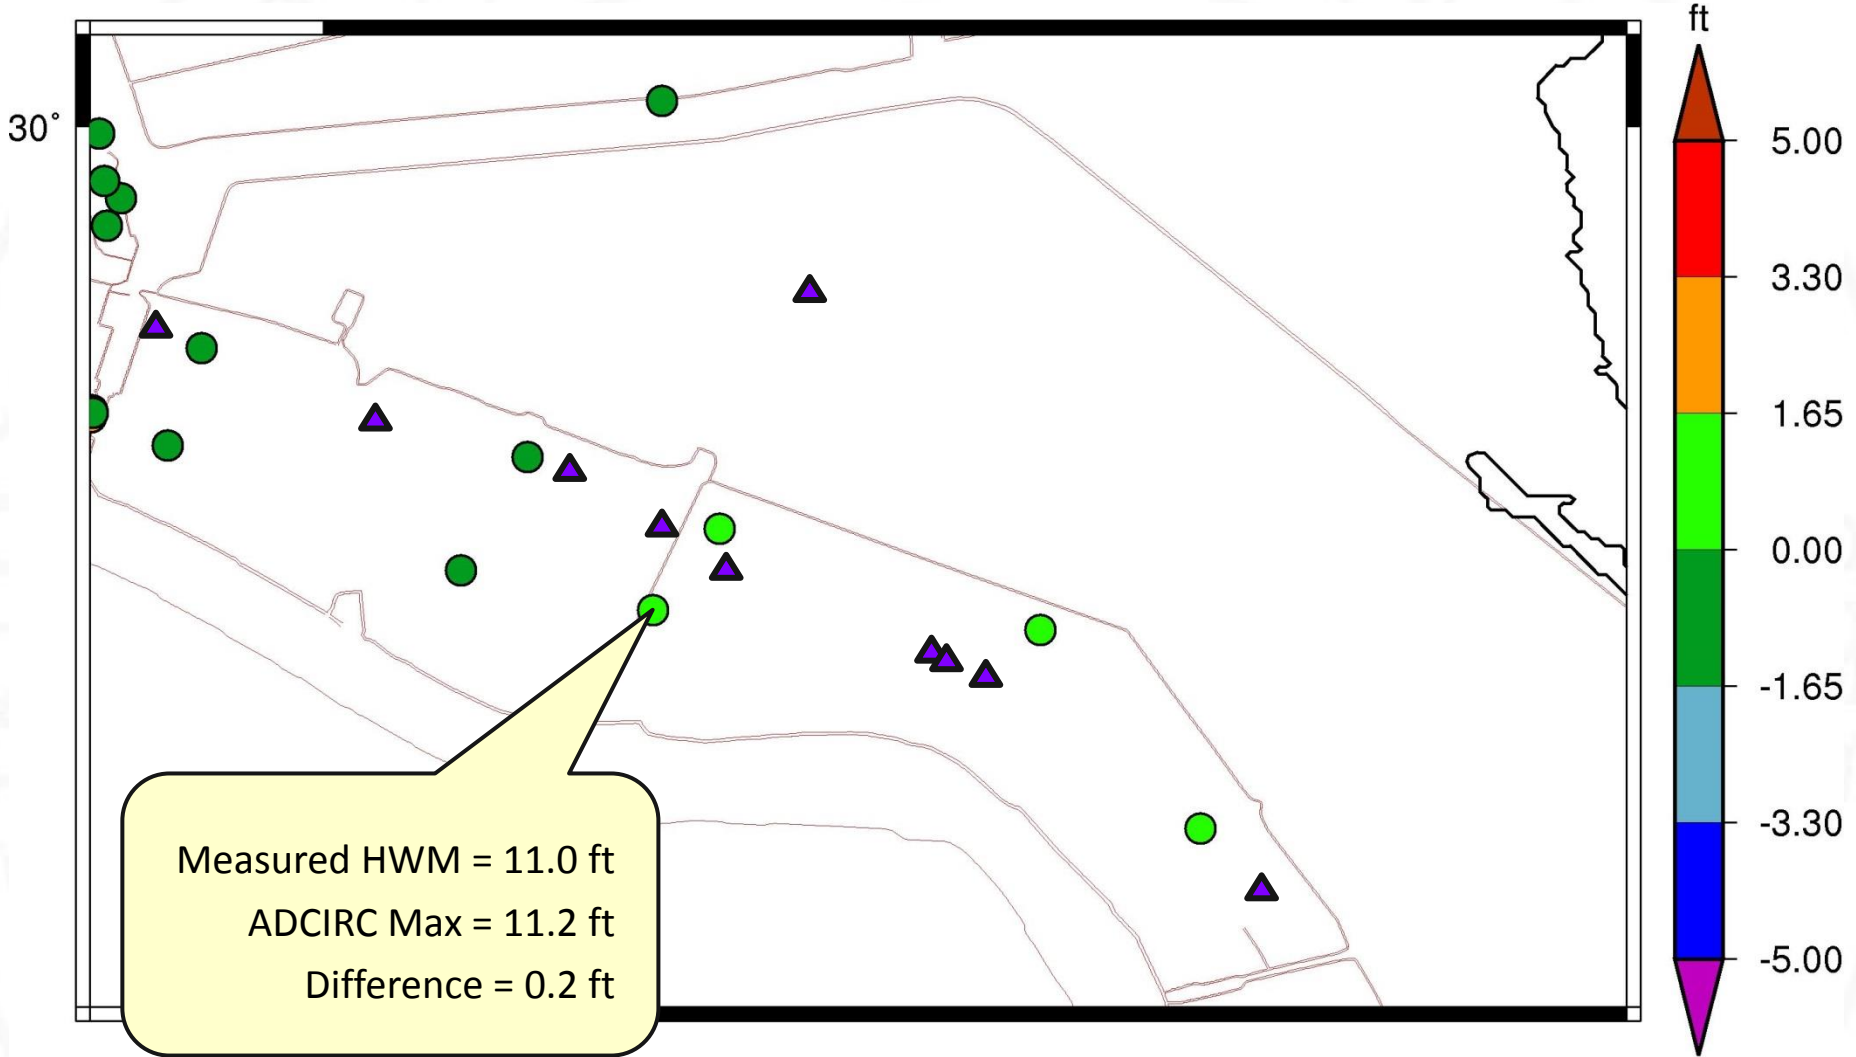 ft
30°
5.00
3.30
1.65
0.00
-1.65
-3.30
-5.00
Measured HWM = 11.0 ft
ADCIRC Max = 11.2 ft
Difference = 0.2 ft